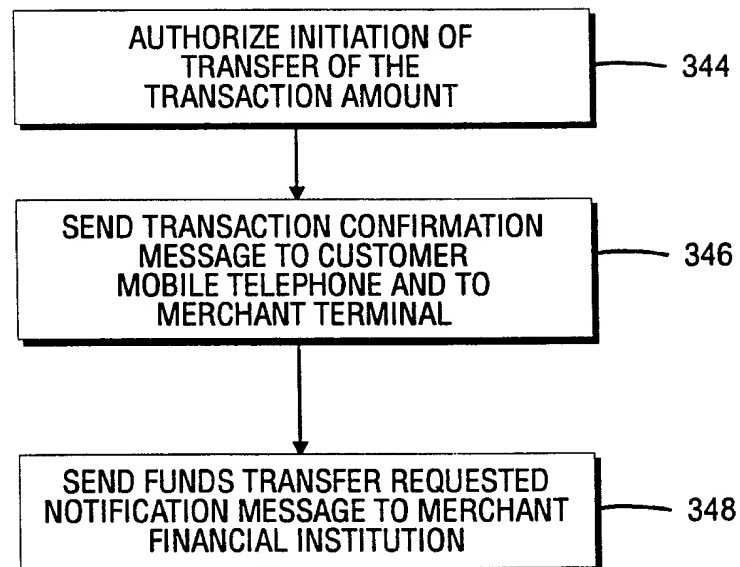 AUTHORIZE INITIATION OF
TRANSFER OF THE
TRANSACTION AMOUNT
344
SEND TRANSACTION CONFIRMATION
MESSAGE TO CUSTOMER
MOBILE TELEPHONE AND TO
MERCHANT TERMINAL
346
SEND FUNDS TRANSFER REQUESTED
NOTIFICATION MESSAGE TO MERCHANT
FINANCIAL INSTITUTION
348